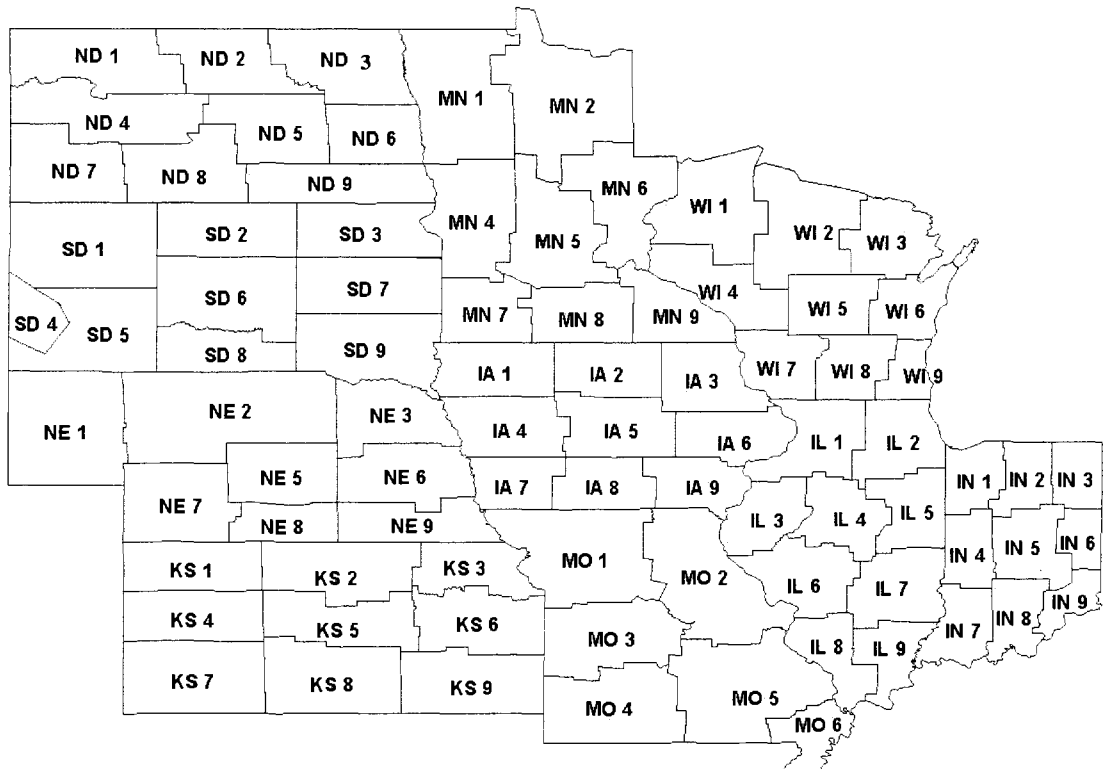 ND 1
ND 2
ND 3
MN 1
MN 2
ND 4
ND 5
ND 6
ND 7
ND 8
ND 9
MN 4
MN 5
MN 6
WI 1
WI 2
WI 3
SD 1
SD 2
SD 3
SD 4
SD 5
SD 6
SD 7
SD 8
SD 9
MN 7
MN 8
MN 9
WI 4
WI 5
WI 6
WI 7
WI 8
WI 9
IA 1
IA 2
IA 3
NE 1
NE 2
NE 3
IA 4
IA 5
IA 6
IL 1
IL 2
NE 5
NE 6
IA 7
IA 8
IA 9
IN 1
IN 2
IN 3
NE 7
NE 8
NE 9
IL 3
IL 4
IL 5
IN 4
IN 5
IN 6
KS 1
KS 2
KS 3
MO 1
MO 2
IL 6
IL 7
IN 7
IN 8
IN 9
KS 4
KS 5
KS 6
MO 3
IL 8
IL 9
KS 7
KS 8
KS 9
MO 4
MO 5
MO 6